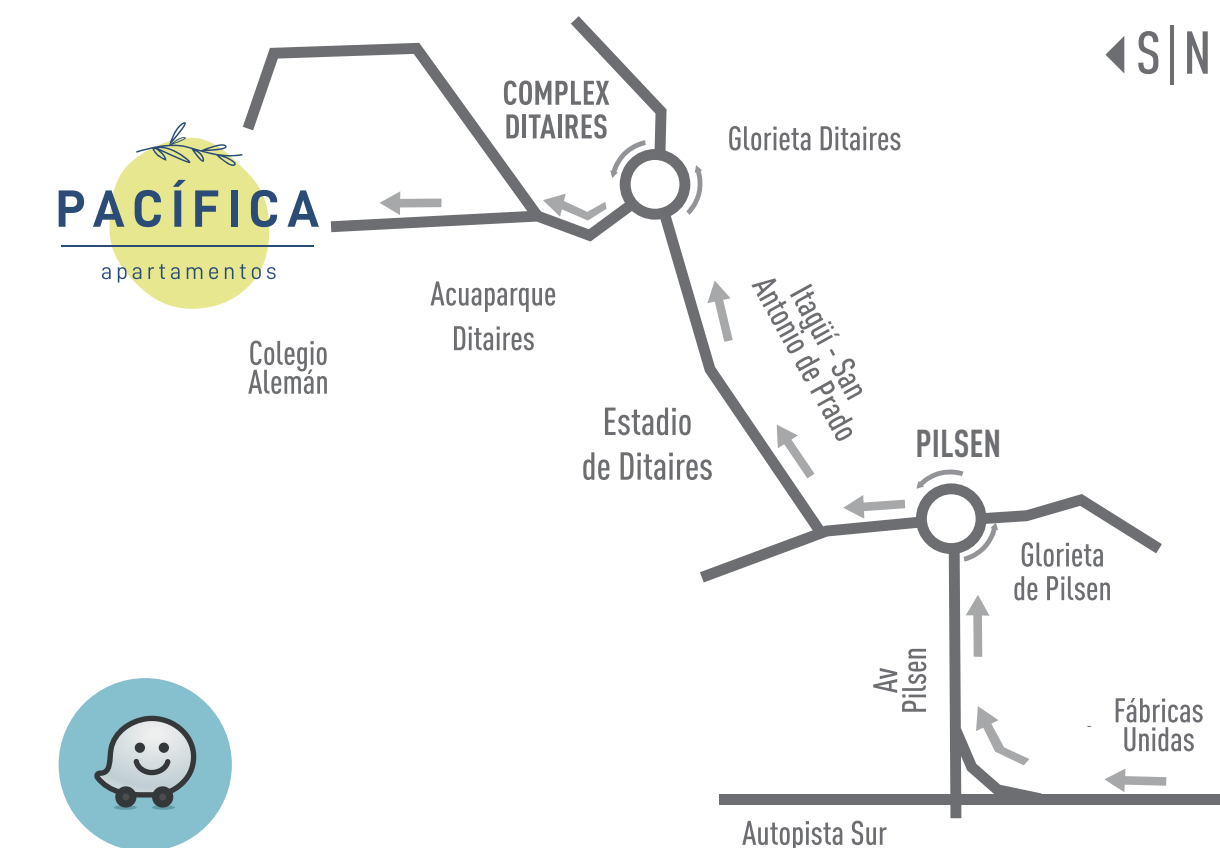 S|N
COMPLEX
DITAIRES
Glorieta Ditaires
PACÍFICA
apartamentos
Acuaparque
Ditaires
Itagüí - San
Antonio de Prado
Colegio
Alemán
Estadio
de Ditaires
PILSEN
Glorieta
de Pilsen
Av
Pilsen
Fábricas
Unidas
Autopista Sur